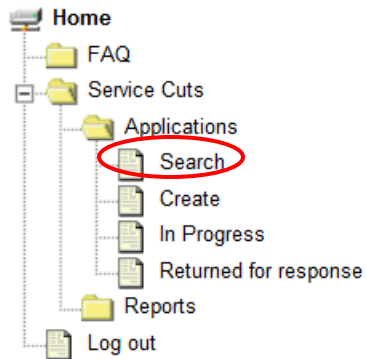 Home
FAQ
Service Cuts
Applications
Search
Create
In Progress
Returned for response
Reports
Log out